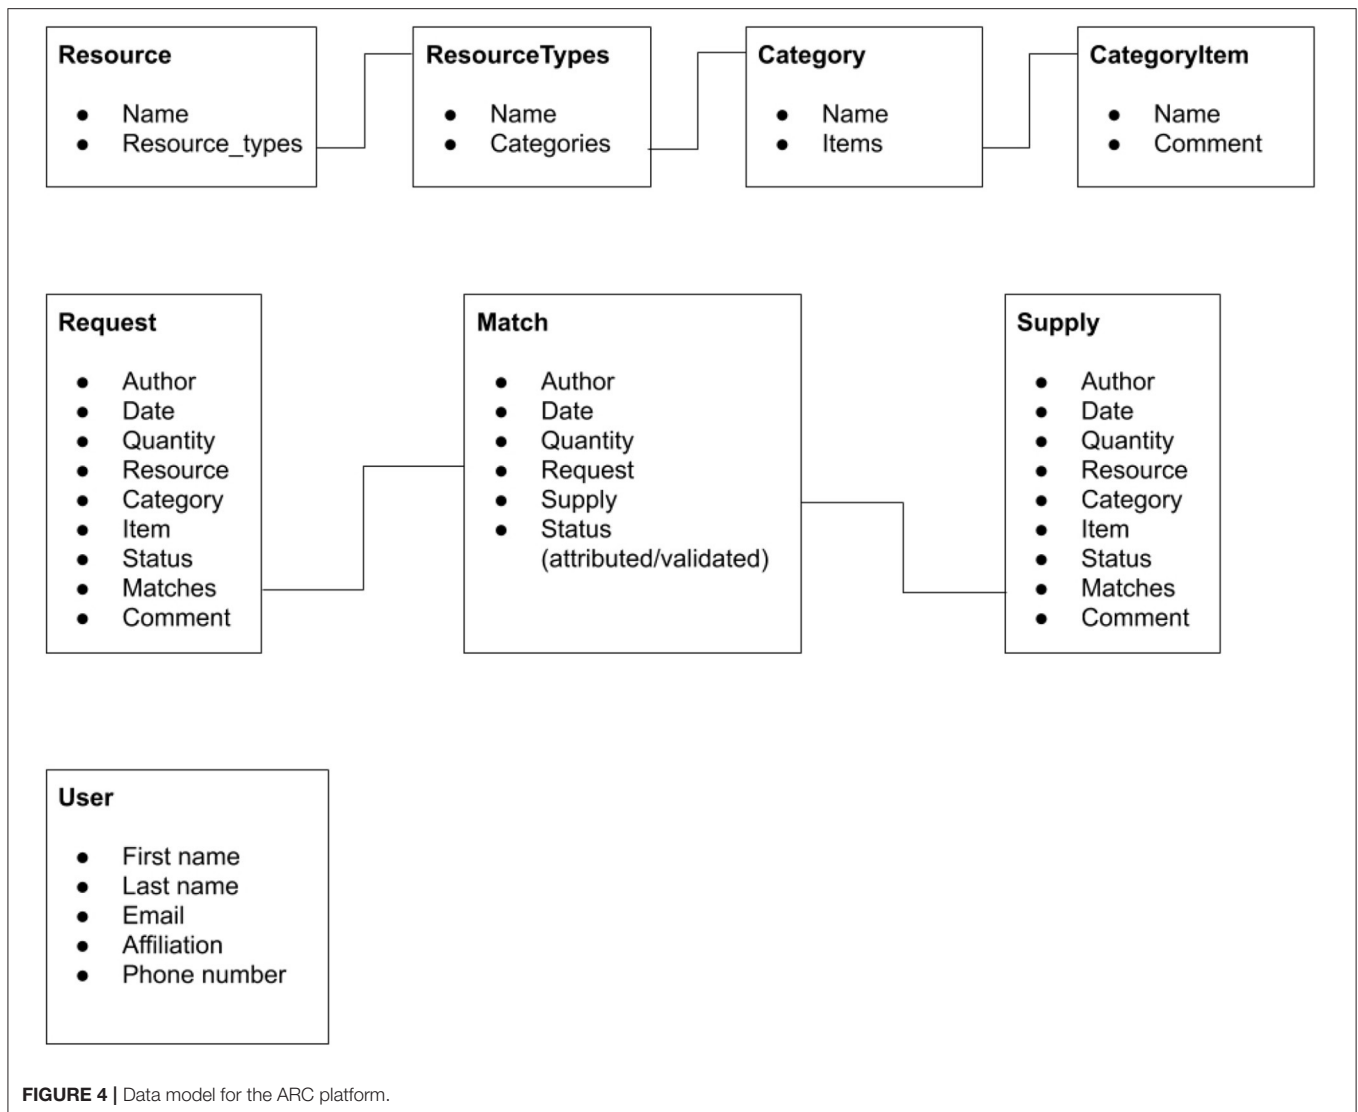 Resource
● Name
● Resource_types
ResourceTypes
● Name
● Categories
Category
● Name
● Items
CategoryItem
● Name
● Comment
Request
● Author
● Date
● Quantity
● Resource
● Category
● Item
● Status
● Matches
● Comment
Match
● Author
● Date
● Quantity
● Request
● Supply
● Status
(attributed/validated)
Supply
● Author
● Date
● Quantity
● Resource
● Category
● Item
● Status
● Matches
● Comment
User
● First name
● Last name
● Email
● Affiliation
● Phone number
FIGURE 4 | Data model for the ARC platform.